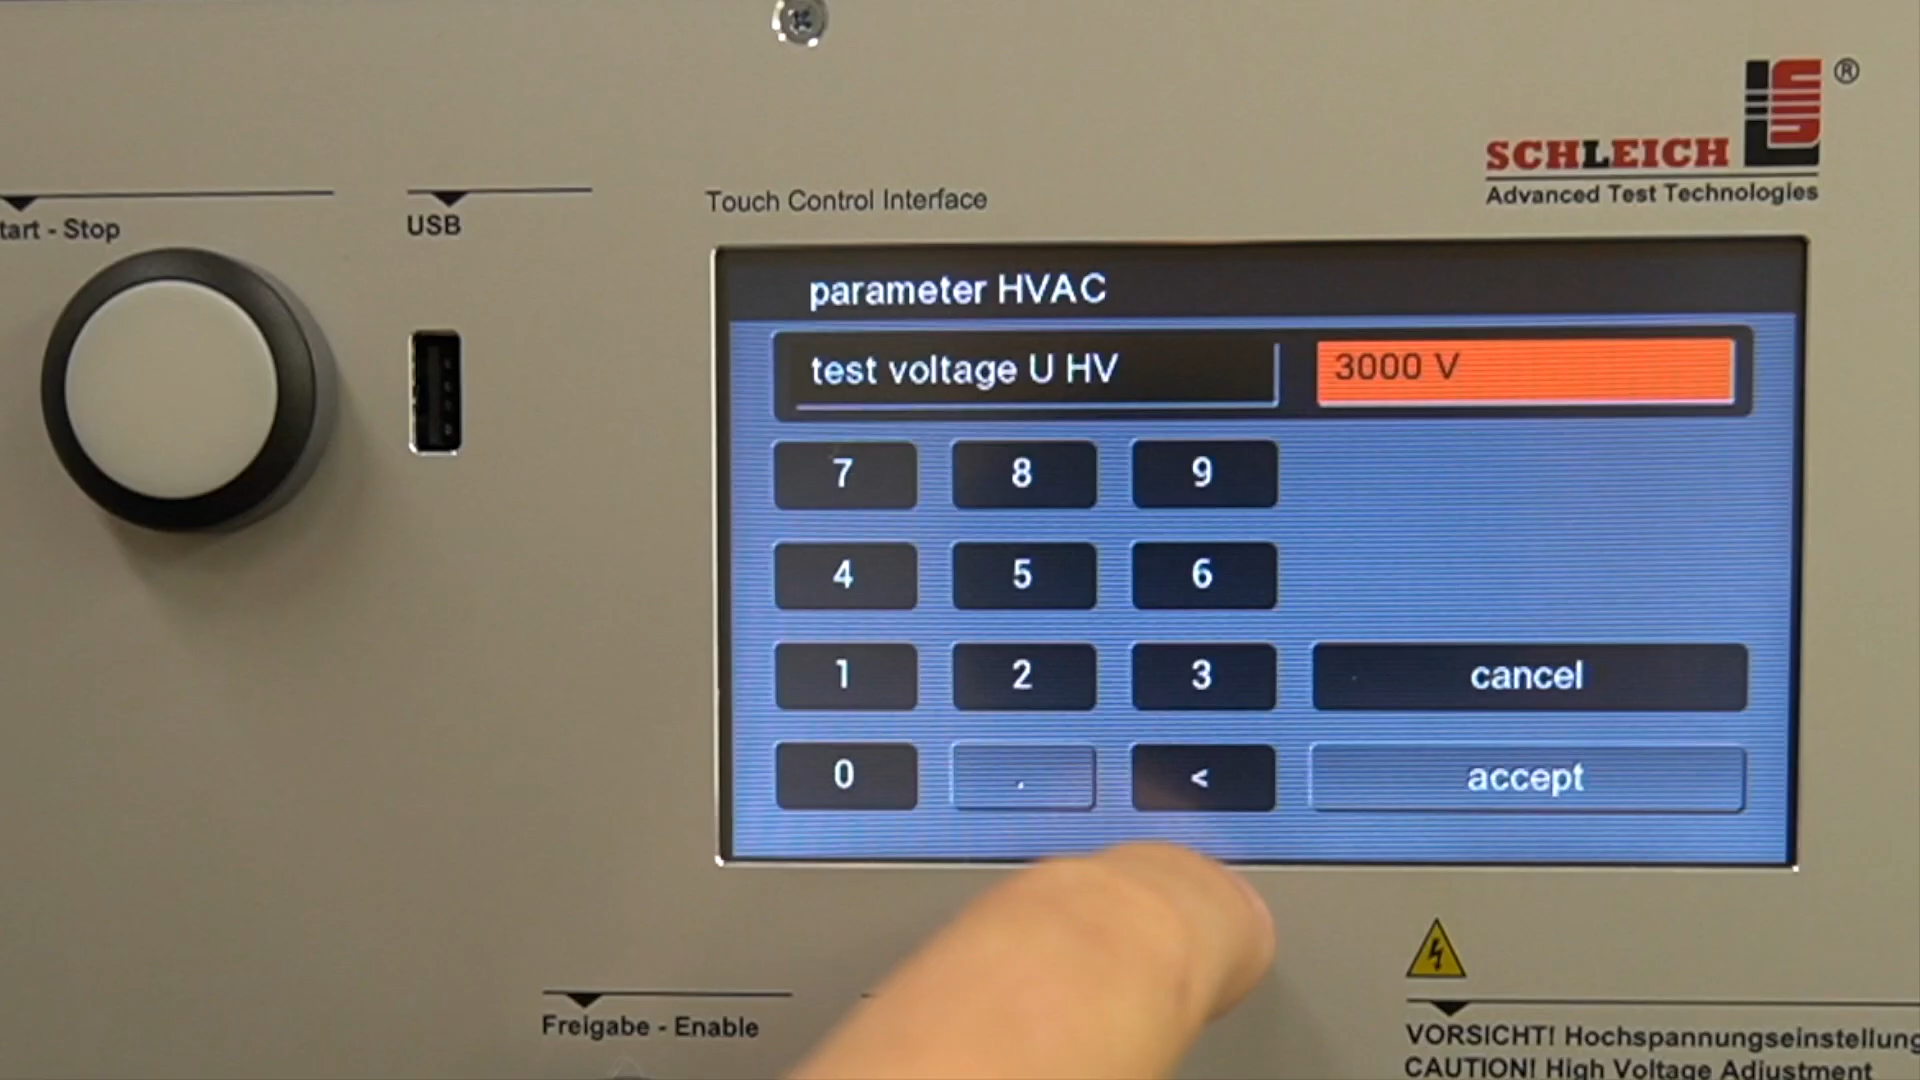 SCHLEICH
®
Advanced Test Technologies
Touch Control Interface
tart - Stop
USB
parameter HVAC
test voltage U HV
3000 V
7 8 9
4 5 6
1 2 3 cancel
0 . < accept
Freigabe - Enable
VORSICHT! Hochspannungseinstellung
CAUTION! High Voltage Adjustment